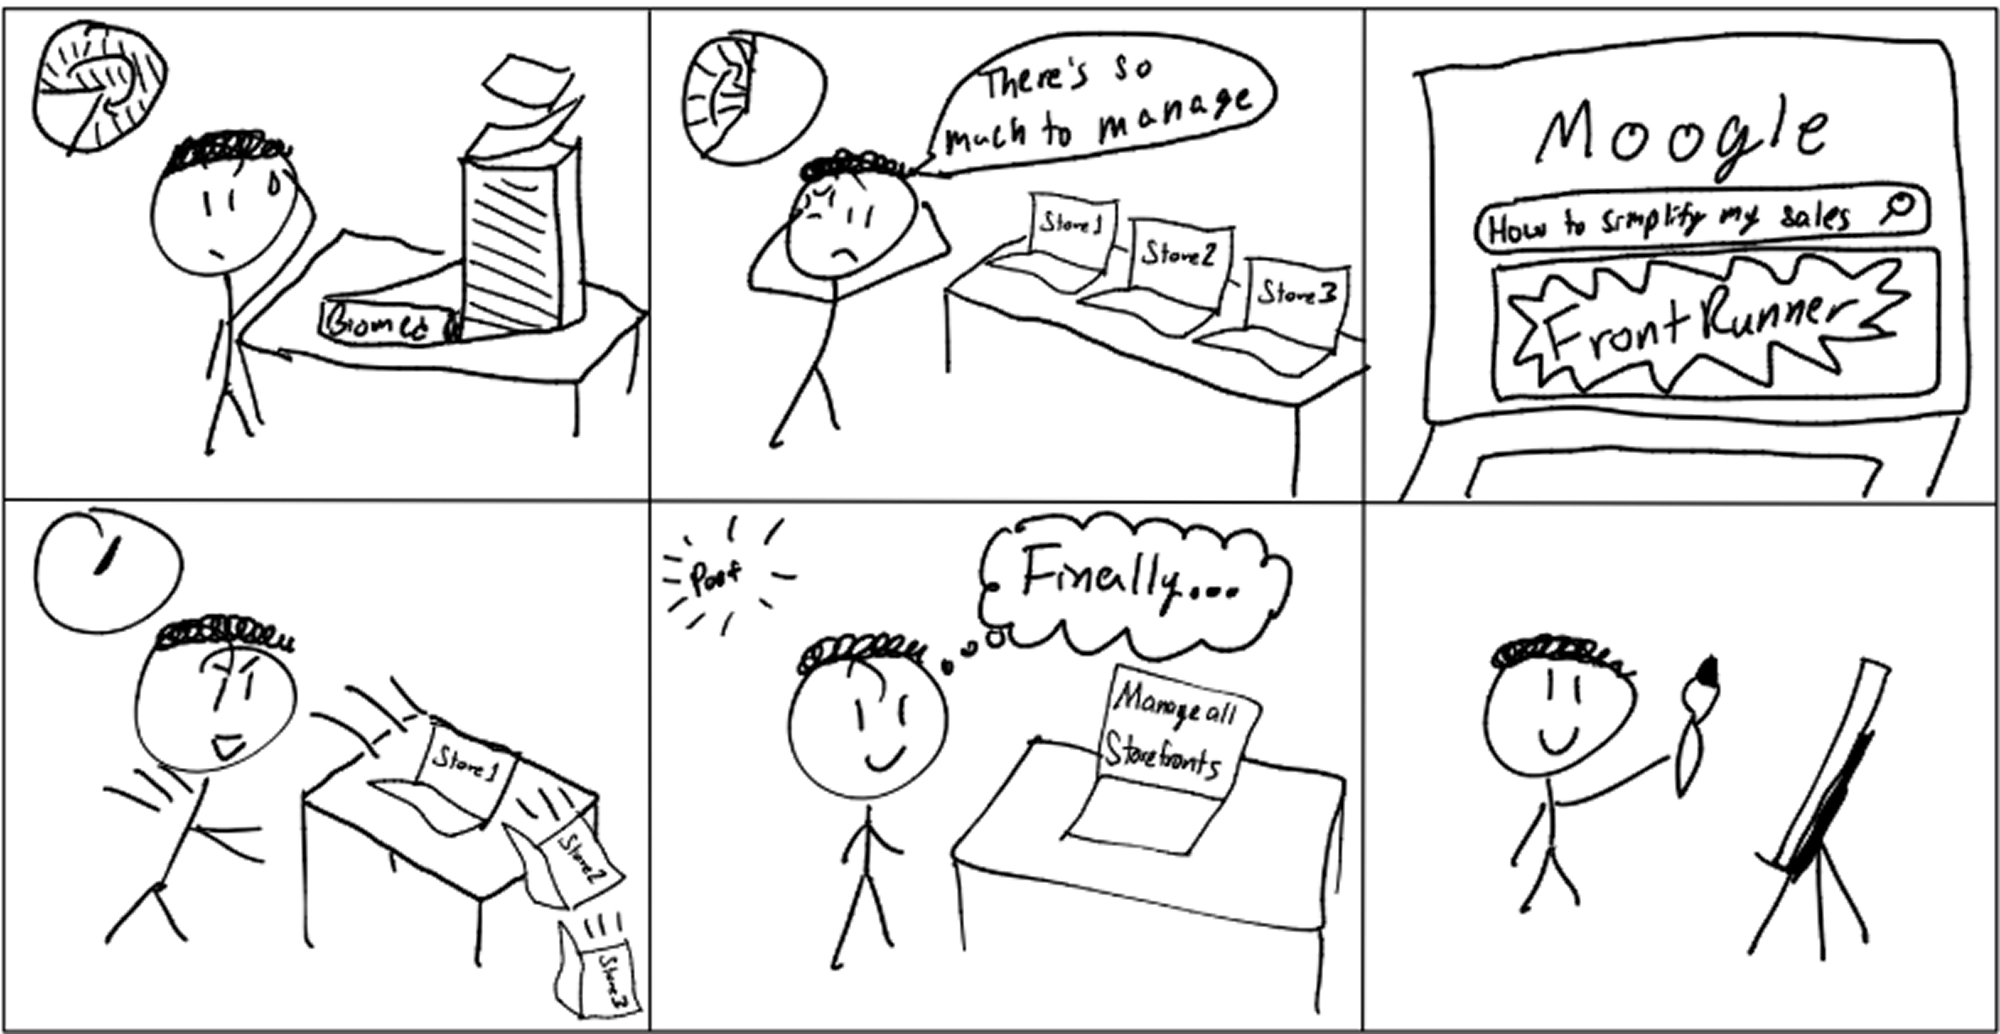 Biomed
There's so
much to manage
Store1
Store2
Store3
Moogle
How to simplify my sales
FrontRunner
Store1
Store2
Store3
Poof
Finally...
Manage all
Storefronts